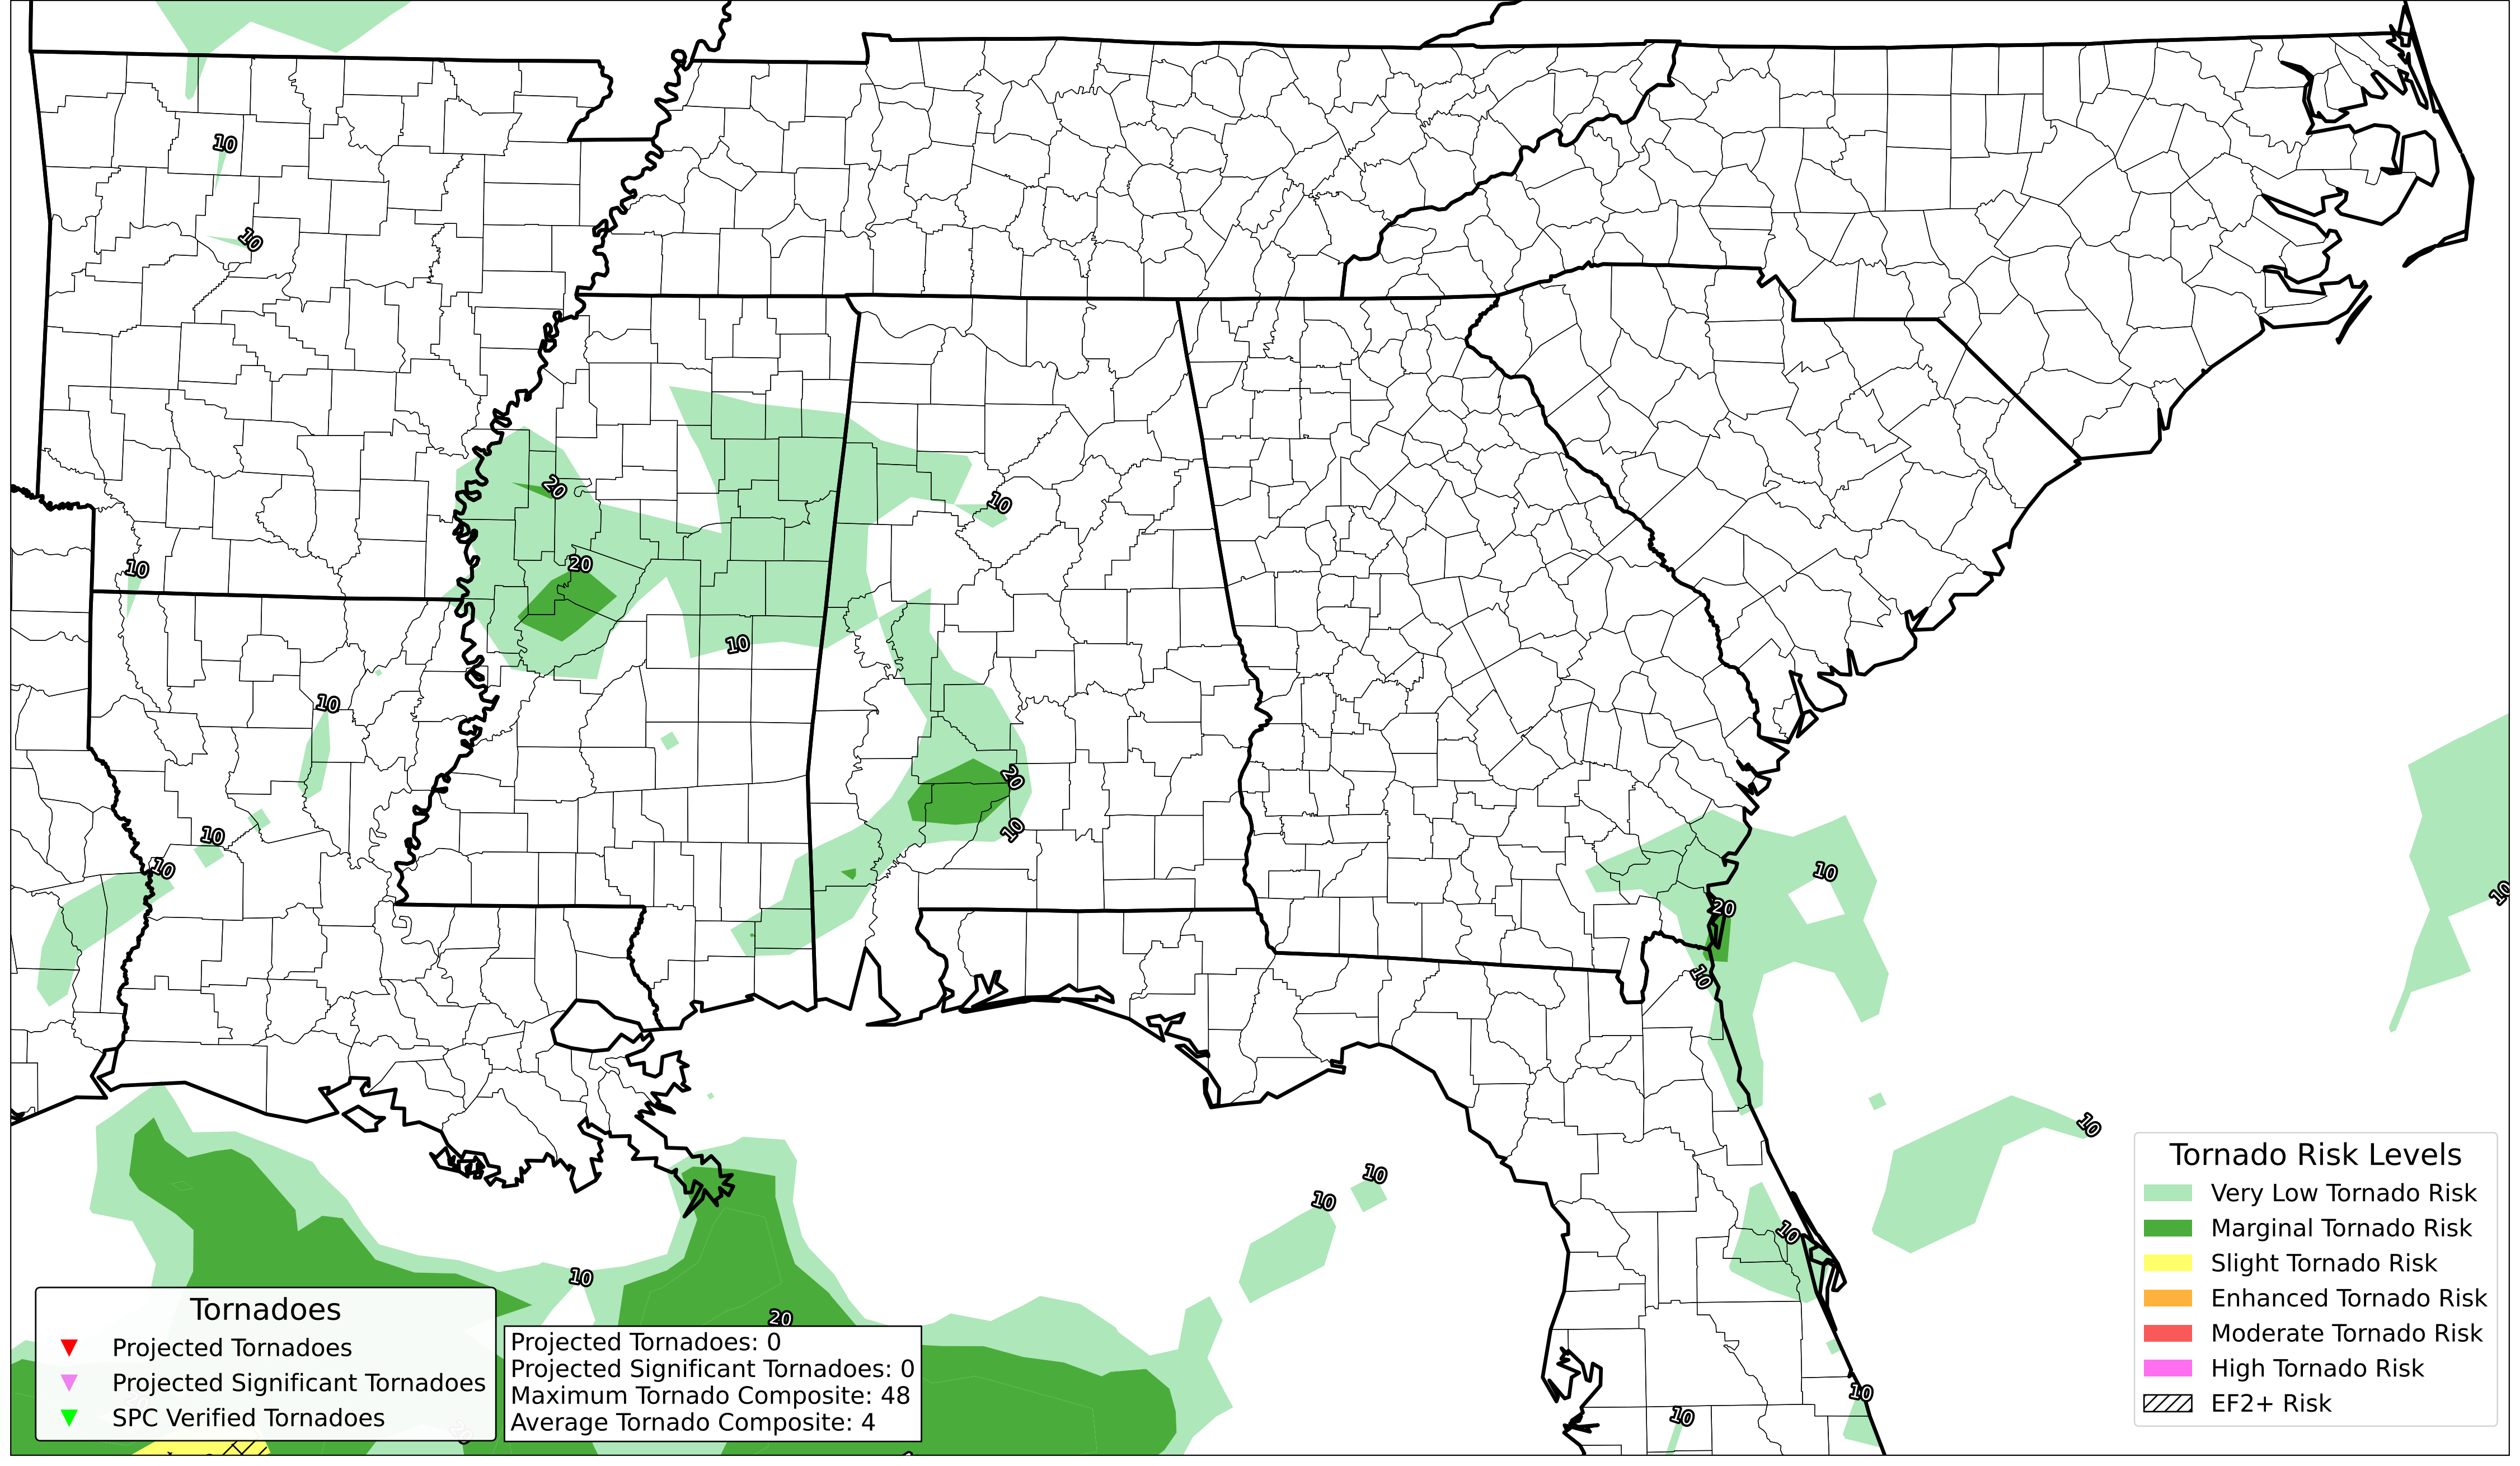 10
10
20
10
20
10
10
10
20
10
10
10
10
20
10
10
10
10
10
10
10
20
10
10
Tornado Risk Levels
Very Low Tornado Risk
Marginal Tornado Risk
Slight Tornado Risk
Enhanced Tornado Risk
Moderate Tornado Risk
High Tornado Risk
EF2+ Risk
Tornadoes
Projected Tornadoes
Projected Significant Tornadoes
SPC Verified Tornadoes
Projected Tornadoes: 0
Projected Significant Tornadoes: 0
Maximum Tornado Composite: 48
Average Tornado Composite: 4